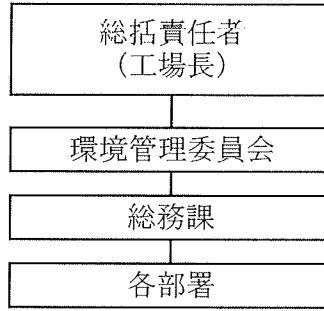 総括責任者
（工場長）
環境管理委員会
総務課
各部署